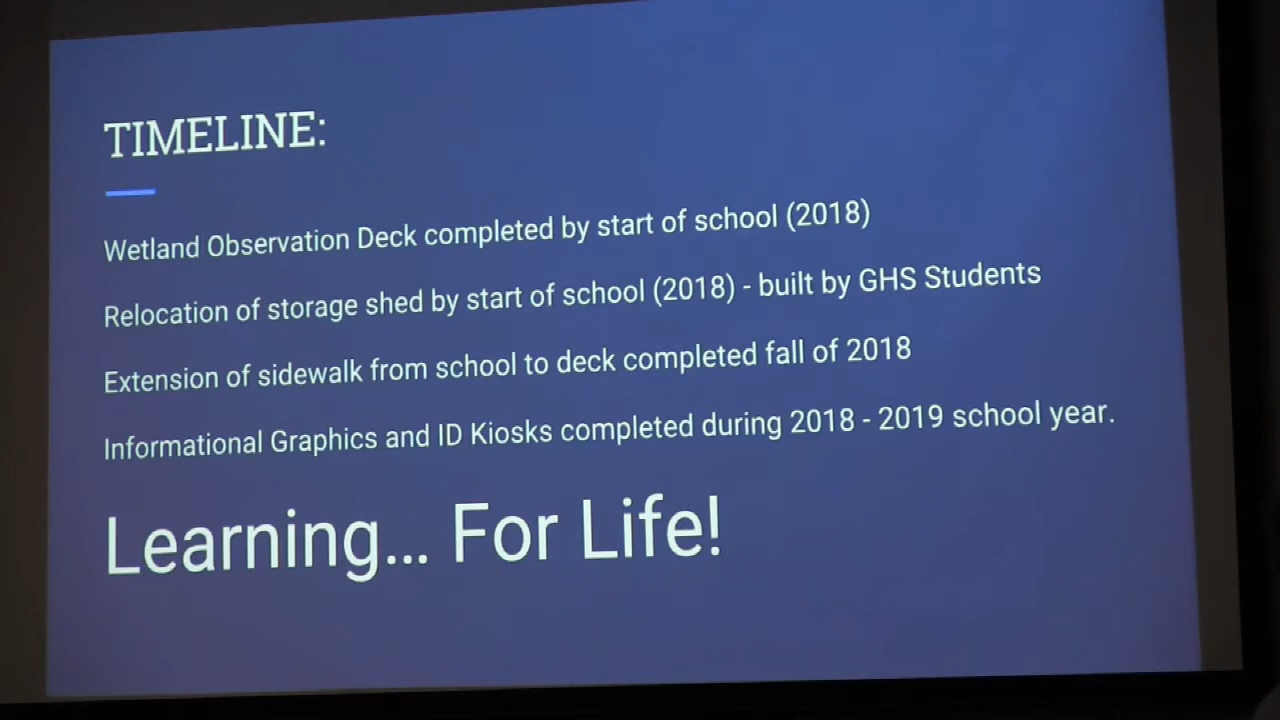 TIMELINE:
Wetland Observation Deck completed by start of school (2018)
Relocation of storage shed by start of school (2018) - built by GHS Students
Extension of sidewalk from school to deck completed fall of 2018
Informational Graphics and ID Kiosks completed during 2018 - 2019 school year.
Learning... For Life!